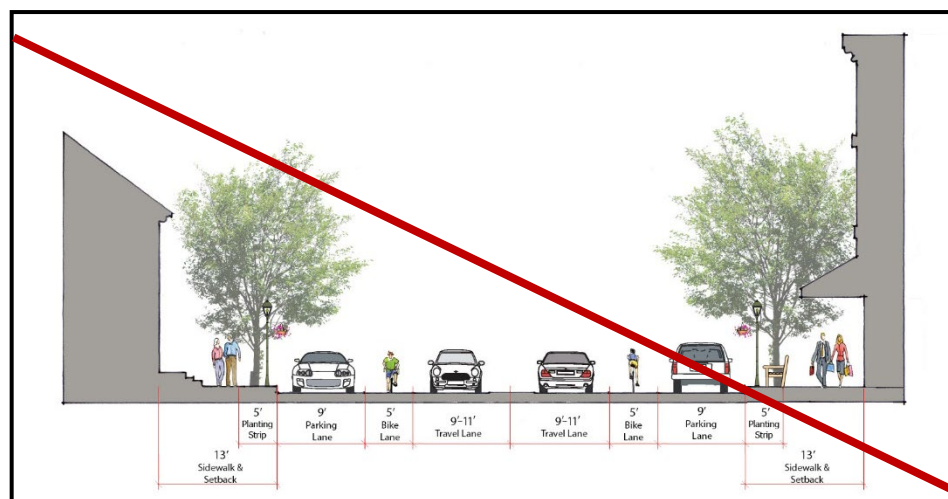 5’
Planting
Strip
9’
Parking
Lane
5’
Bike
Lane
9’–11’
Travel Lane
9’–11’
Travel Lane
5’
Bike
Lane
9’
Parking
Lane
5’
Planting
Strip
13’
Sidewalk &
Setback
13’
Sidewalk &
Setback